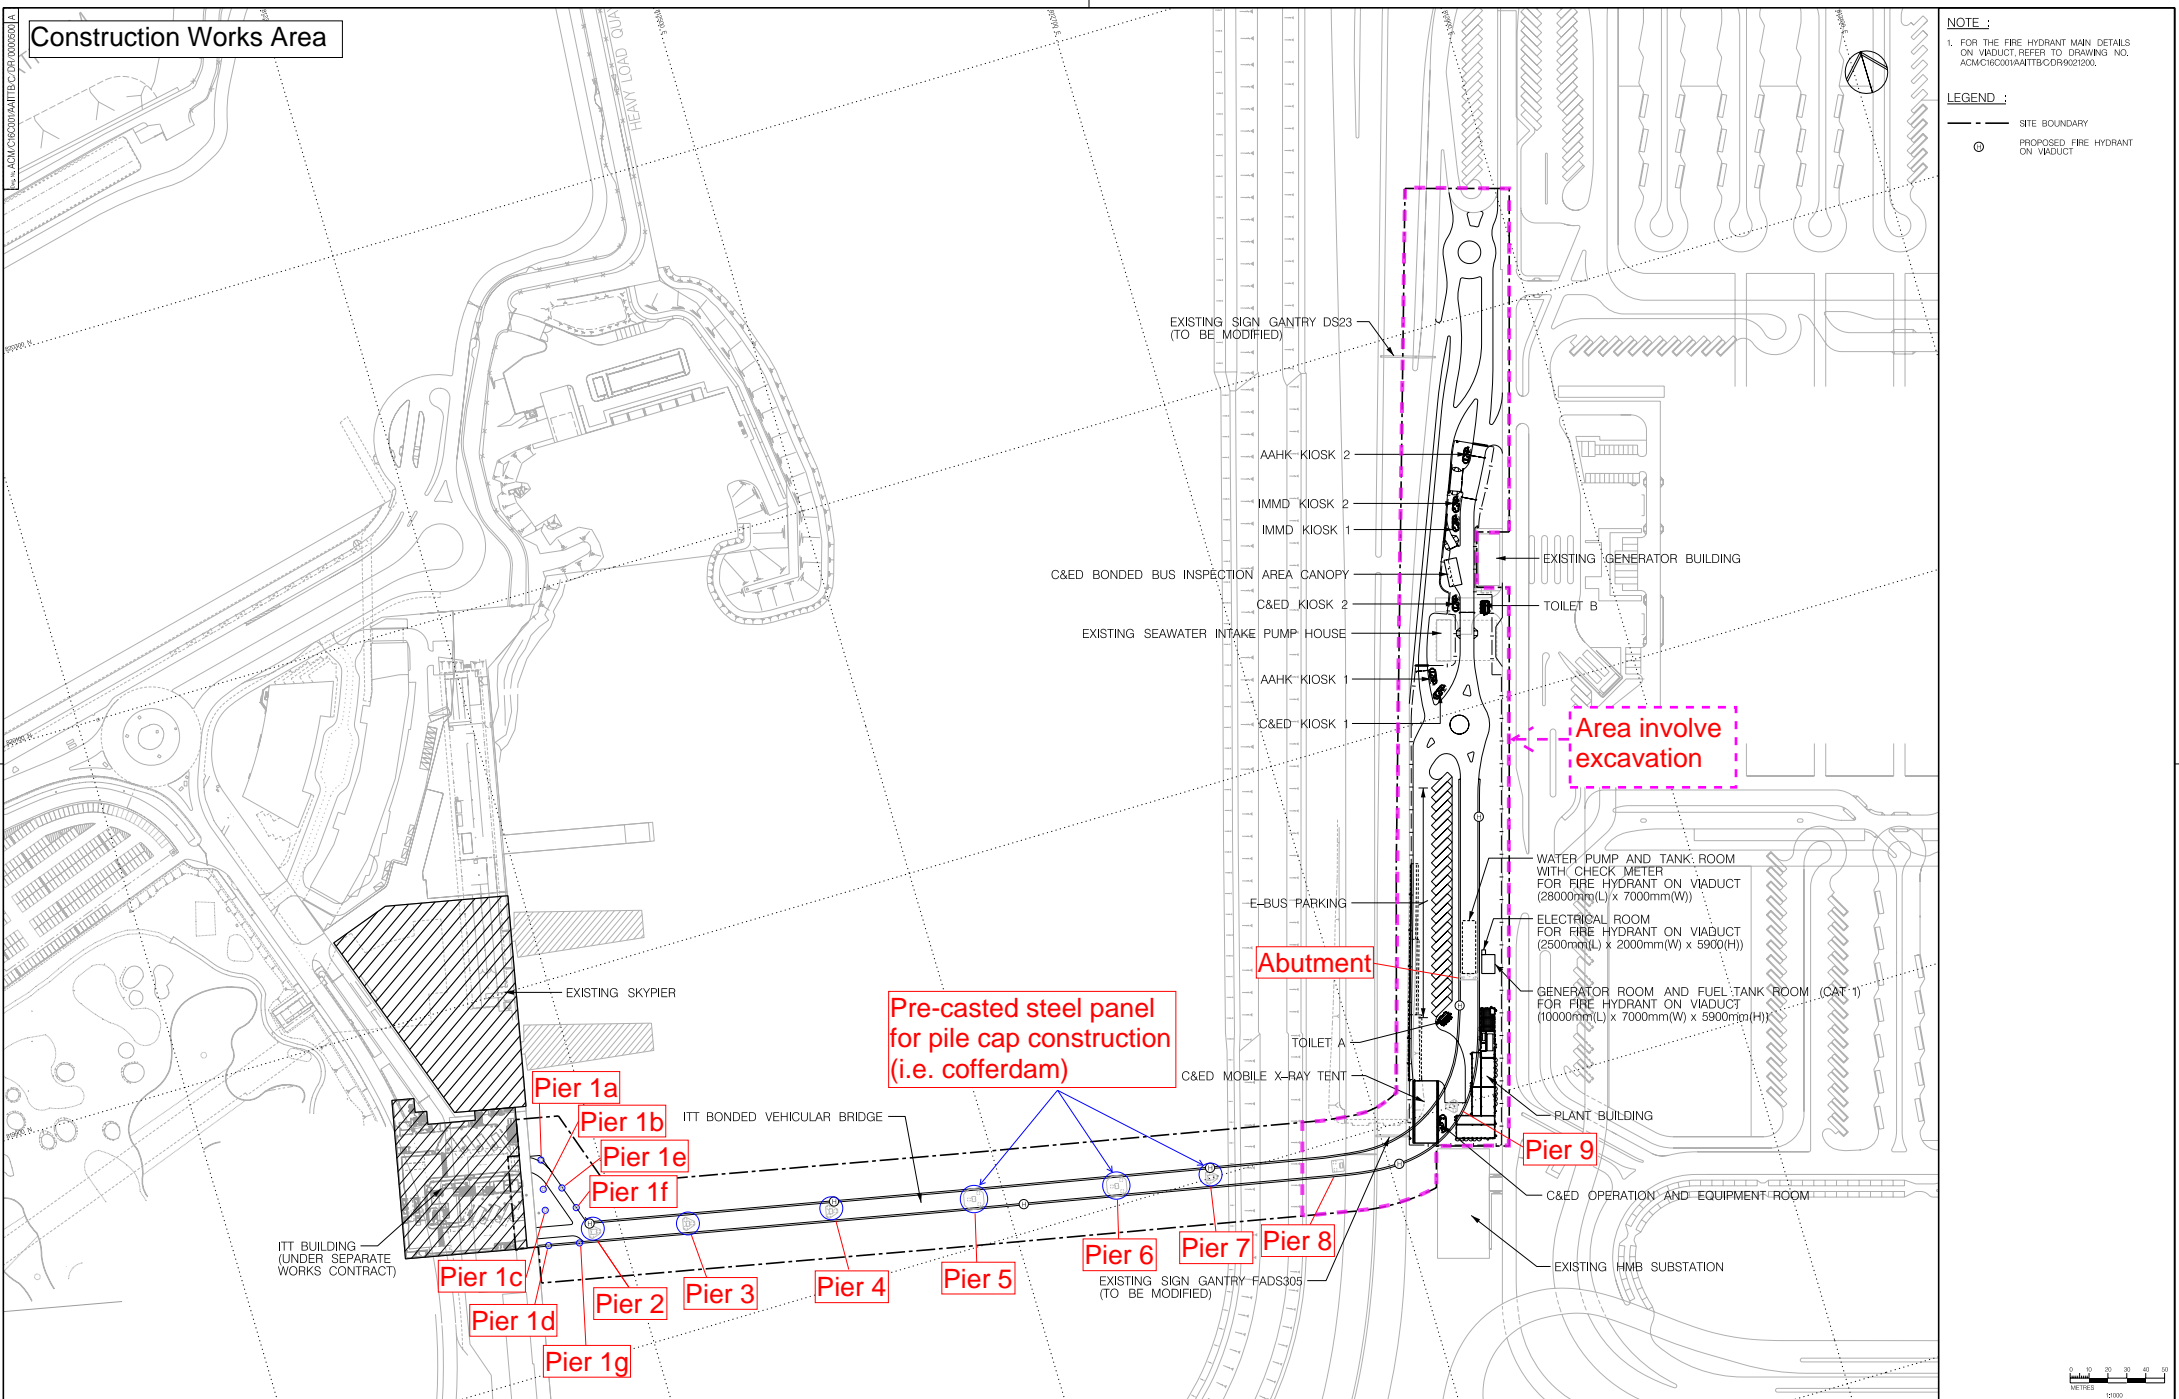 Construction Works Area
HEAVY LOAD QUA
NOTE :
1. FOR THE FIRE HYDRANT MAIN DETAILS
ON VIADUCT, REFER TO DRAWING NO.
ACM/C16C001/AAITTB/C/DR/9021200.
LEGEND :
SITE BOUNDARY
H
PROPOSED FIRE HYDRANT
ON VIADUCT
EXISTING SIGN GANTRY DS23
(TO BE MODIFIED)
AAHK KIOSK 2
IMMD KIOSK 2
IMMD KIOSK 1
EXISTING GENERATOR BUILDING
C&ED BONDED BUS INSPECTION AREA CANOPY
C&ED KIOSK 2
TOILET B
EXISTING SEAWATER INTAKE PUMP HOUSE
AAHK KIOSK 1
C&ED KIOSK 1
Area involve
excavation
WATER PUMP AND TANK ROOM
WITH CHECK METER
FOR FIRE HYDRANT ON VIADUCT
(28000mm(L) x 7000mm(W))
E-BUS PARKING
ELECTRICAL ROOM
FOR FIRE HYDRANT ON VIADUCT
(2500mm(L) x 2000mm(W) x 5900(H))
Abutment
EXISTING SKYPIER
GENERATOR ROOM AND FUEL TANK ROOM (CAT 1)
FOR FIRE HYDRANT ON VIADUCT
(10000mm(L) x 7000mm(W) x 5900mm(H))
Pre-casted steel panel
for pile cap construction
(i.e. cofferdam)
TOILET A
C&ED MOBILE X-RAY TENT
Pier 1a
Pier 1b
ITT BONDED VEHICULAR BRIDGE
PLANT BUILDING
Pier 1e
Pier 9
Pier 1f
C&ED OPERATION AND EQUIPMENT ROOM
ITT BUILDING
(UNDER SEPARATE
WORKS CONTRACT)
Pier 1c
Pier 1d
Pier 1g
Pier 2
Pier 3
Pier 4
Pier 5
Pier 6
Pier 7
Pier 8
EXISTING SIGN GANTRY FADS305
(TO BE MODIFIED)
EXISTING HMB SUBSTATION
0 10 20 30 40 50
METRES
1:1000